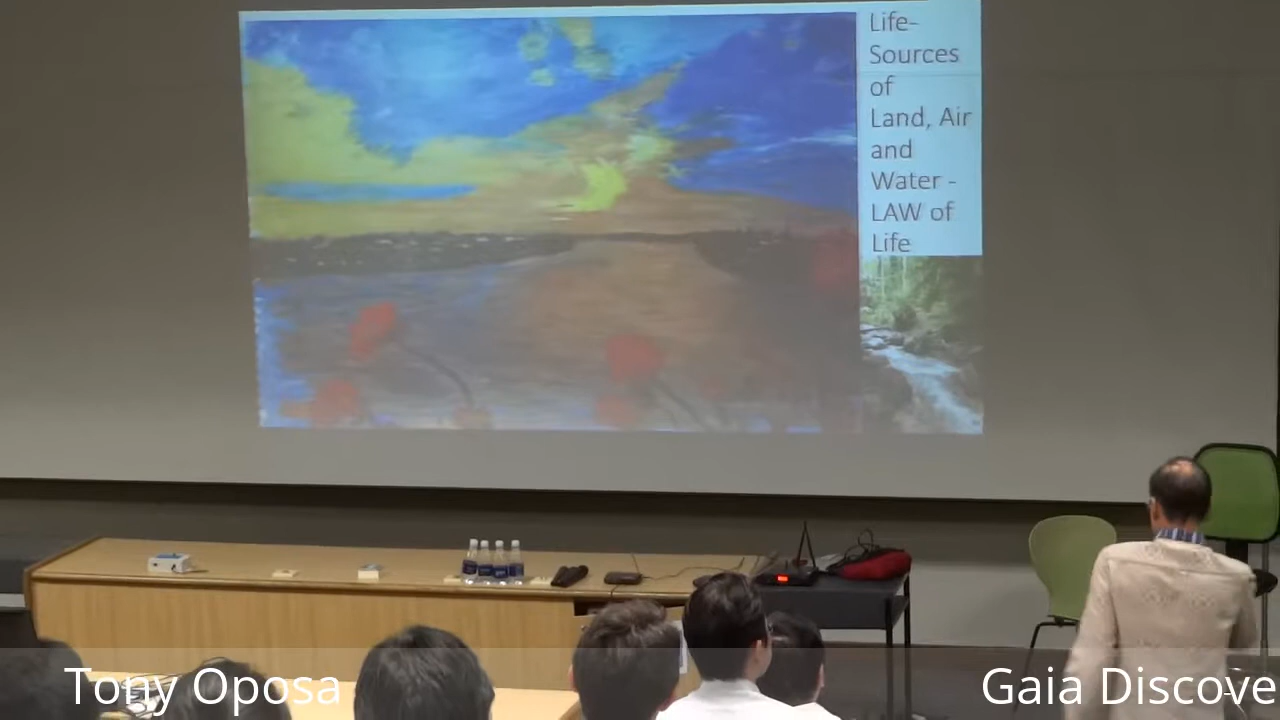 Life-
Sources
of
Land, Air
and
Water -
LAW of
Life
Tony Oposa
Gaia Discove